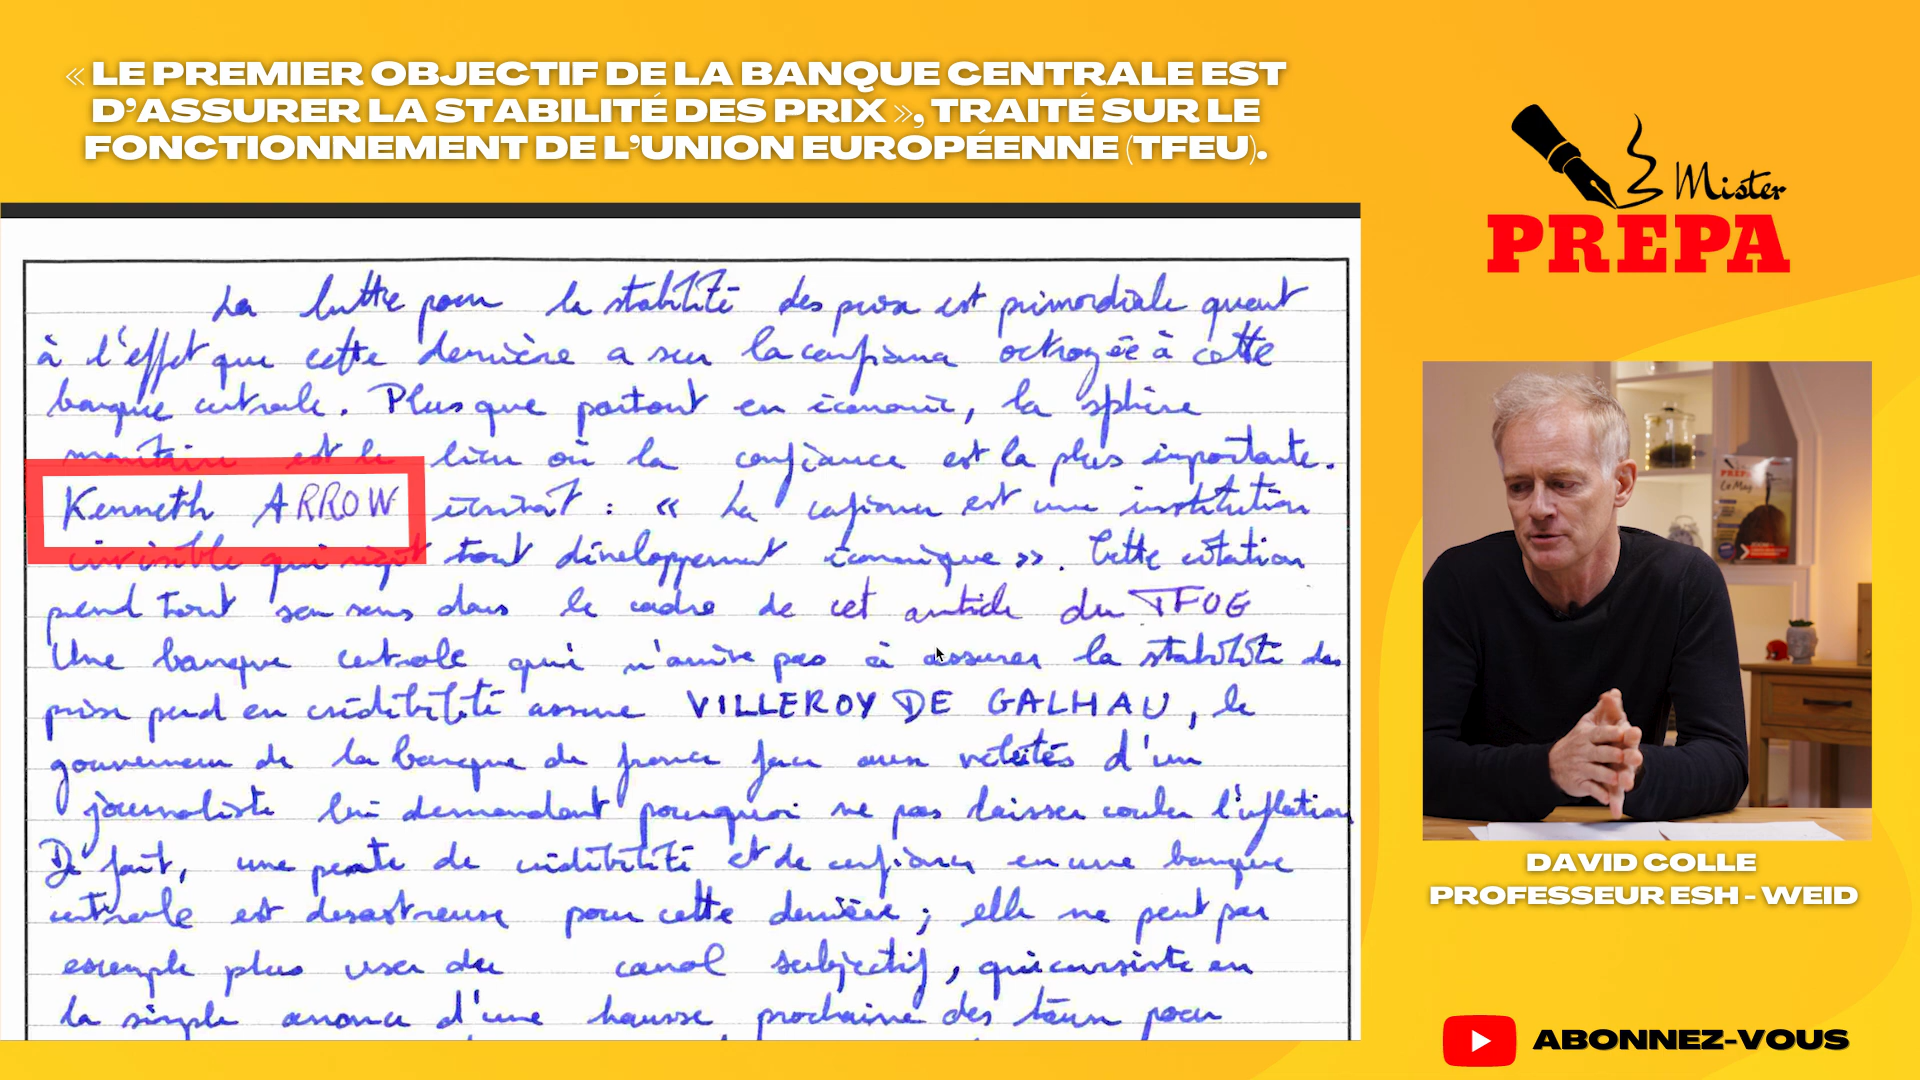 « LE PREMIER OBJECTIF DE LA BANQUE CENTRALE EST
D’ASSURER LA STABILITÉ DES PRIX », TRAITÉ SUR LE
FONCTIONNEMENT DE L’UNION EUROPÉENNE (TFEU).
La lutte pour la stabilité des prix est primordiale quant
à l'effet que cette dernière a sur la confiance octroyée à cette
banque centrale. Plus que partout en économie, la sphère
monétaire est le lieu où la confiance est la plus importante.
Kenneth ARROW écrivait : « La confiance est une institution
invisible qui régit tout développement économique ». Cette citation
prend tout son sens dans le cadre de cet article du TFUE
Une banque centrale qui n'arrive pas à assurer la stabilité des
prix perd en crédibilité assure VILLEROY DE GALHAU, le
gouverneur de la banque de france face aux velléités d'un
journaliste lui demandant pourquoi ne pas laisser couler l'inflation
De fait, une perte de crédibilité et de confiance en une banque
centrale est desastreuse pour cette dernière ; elle ne peut par
exemple plus user du canal subjectif, qui consiste en
la simple annonce d'une hausse prochaine des taux pour
Mister
PREPA
PREPA
Le Mag
DAVID COLLE
PROFESSEUR ESH - WEID
ABONNEZ-VOUS